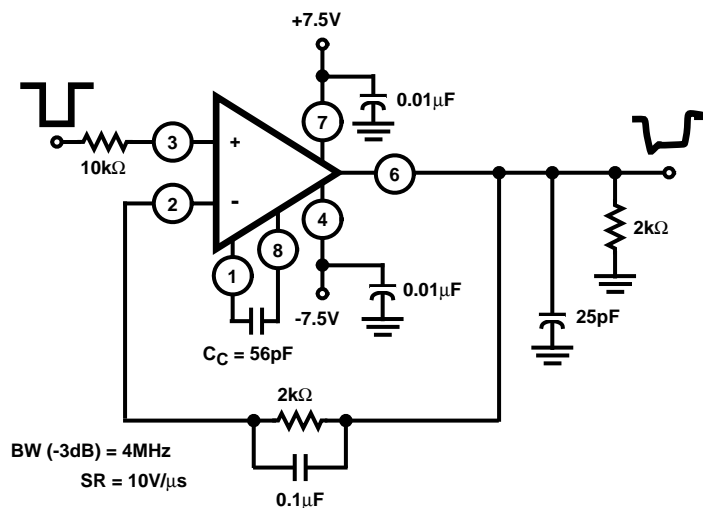 +7.5V
0.01μF
7
3
+
10kΩ
6
2
-
4
2kΩ
8
1
0.01μF
-7.5V
25pF
CC = 56pF
2kΩ
BW (-3dB) = 4MHz
SR = 10V/μs
0.1μF